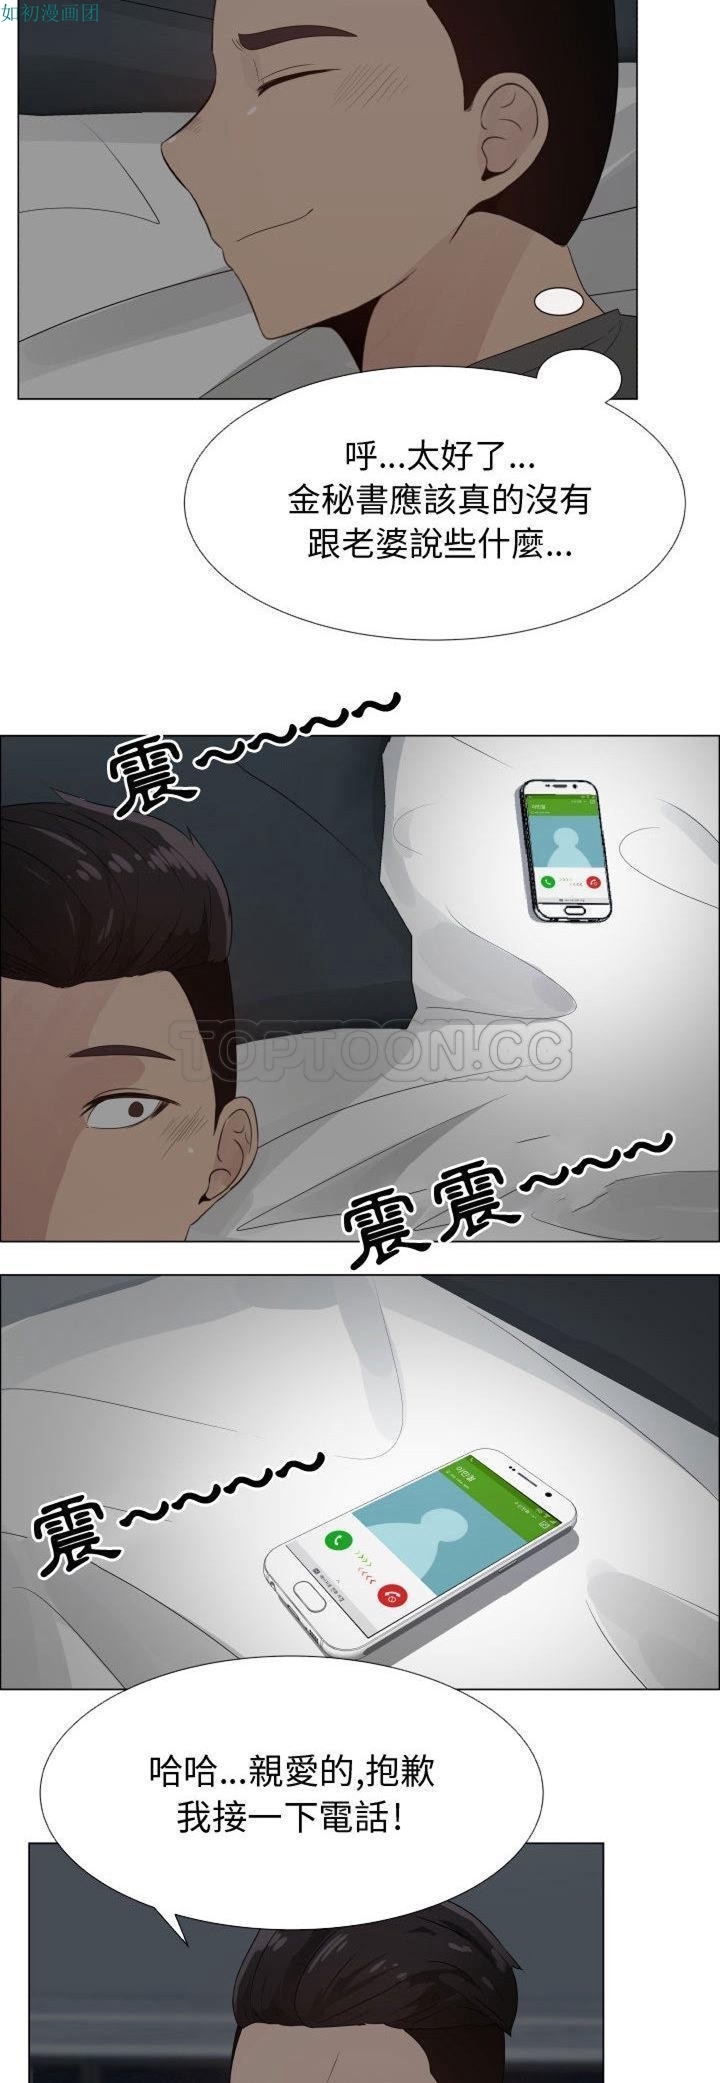 如初漫画团
呼...太好了...
金秘書應該真的沒有
跟老婆說些什麼...
震~~~~~
TOPTOON.CC
震震~~~~
震~~~~~
哈哈...親愛的,抱歉
我接一下電話!